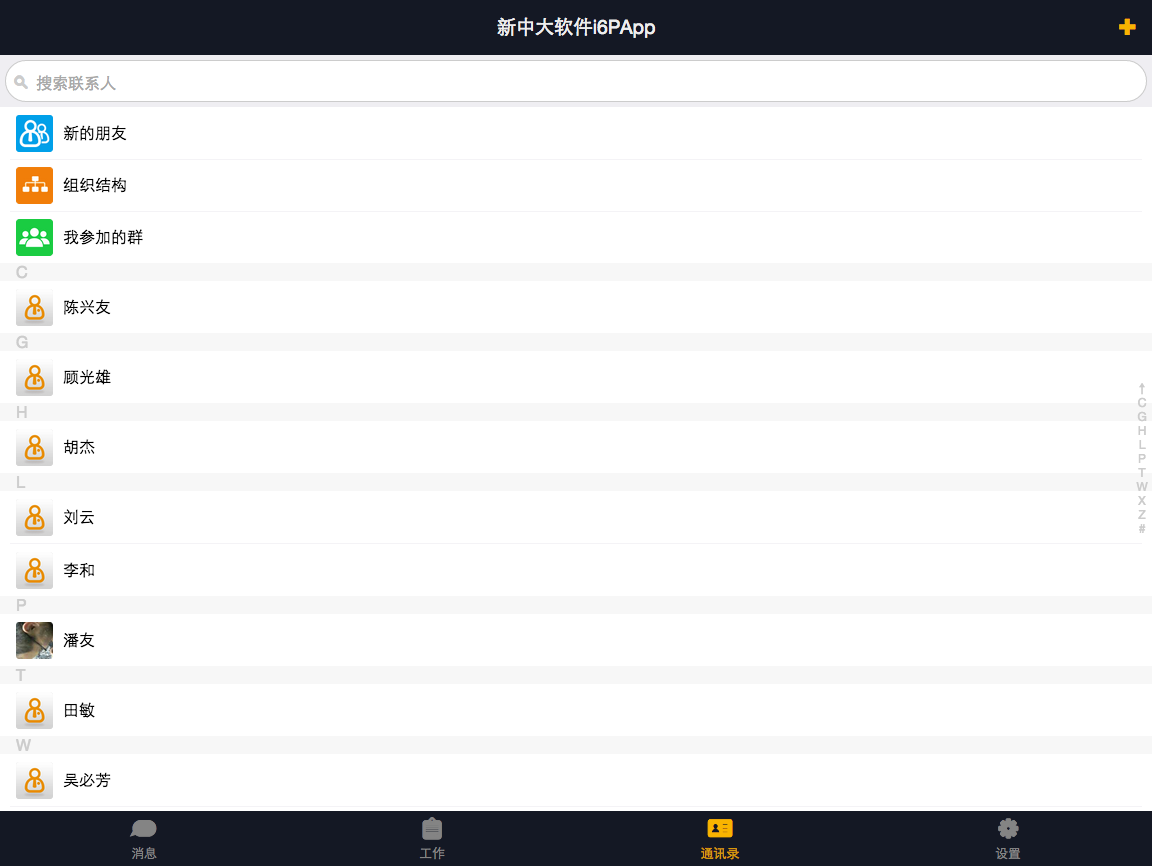 新中大软件i6PApp
搜索联系人
新的朋友
组织结构
我参加的群
C
陈兴友
G
顾光雄
H
胡杰
L
刘云
李和
P
潘友
T
田敏
W
吴必芳
↑
C
G
H
L
P
T
W
X
Z
#
消息
工作
通讯录
设置